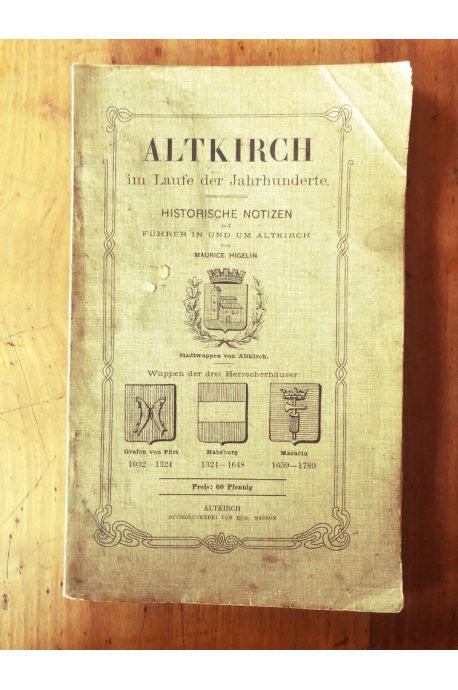 ALTKIRCH
im Laufe der Jahrhunderte.
HISTORISCHE NOTIZEN
mit
FÜHRER IN UND UM ALTKIRCH
von
MAURICE HIGELIN
Stadtwappen von Altkirch.
Wappen der drei Herrscherhäuser:
Grafen von Pfirt
1032—1324
Habsburg
1324—1648
Mazarin
1659—1789
Preis: 60 Pfennig
ALTKIRCH
BUCHDRUCKEREI VON EUG. MASSON